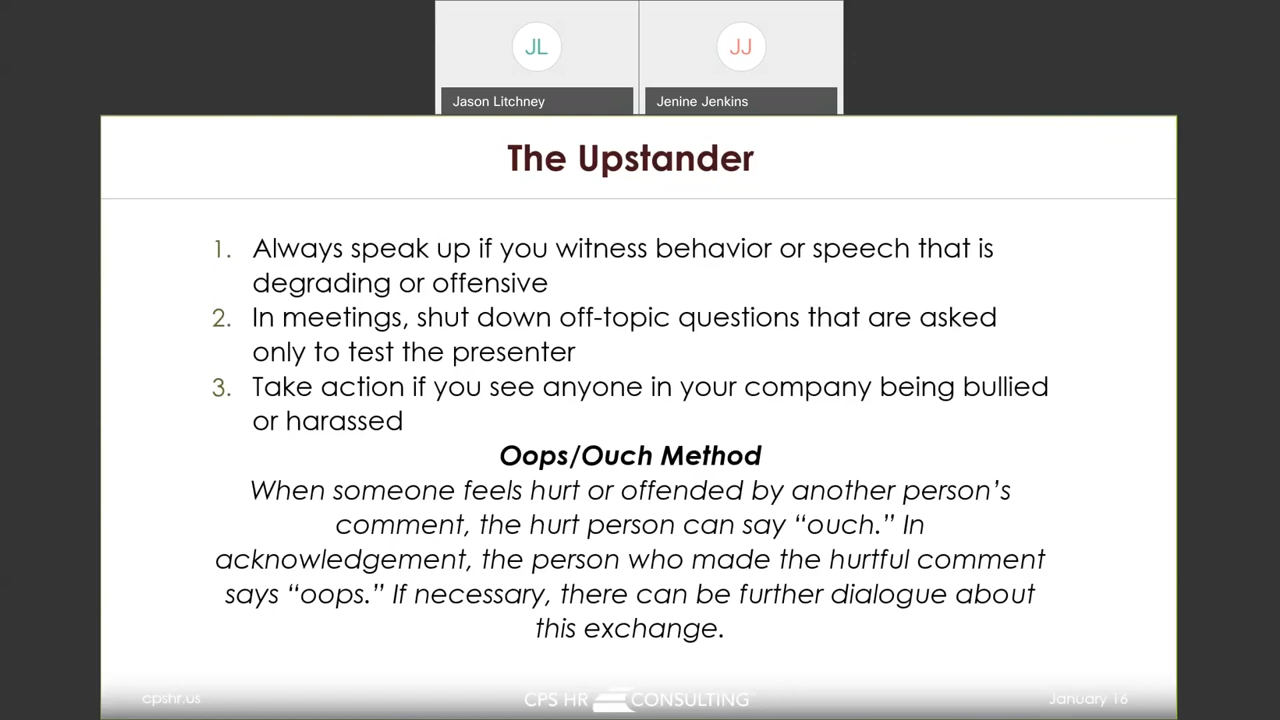 JL
JJ
Jason Litchney
Jenine Jenkins
The Upstander
1. Always speak up if you witness behavior or speech that is
degrading or offensive
2. In meetings, shut down off-topic questions that are asked
only to test the presenter
3. Take action if you see anyone in your company being bullied
or harassed
Oops/Ouch Method
When someone feels hurt or offended by another person’s
comment, the hurt person can say “ouch.” In
acknowledgement, the person who made the hurtful comment
says “oops.” If necessary, there can be further dialogue about
this exchange.
cpshr.us
CPS HR CONSULTING
January 16